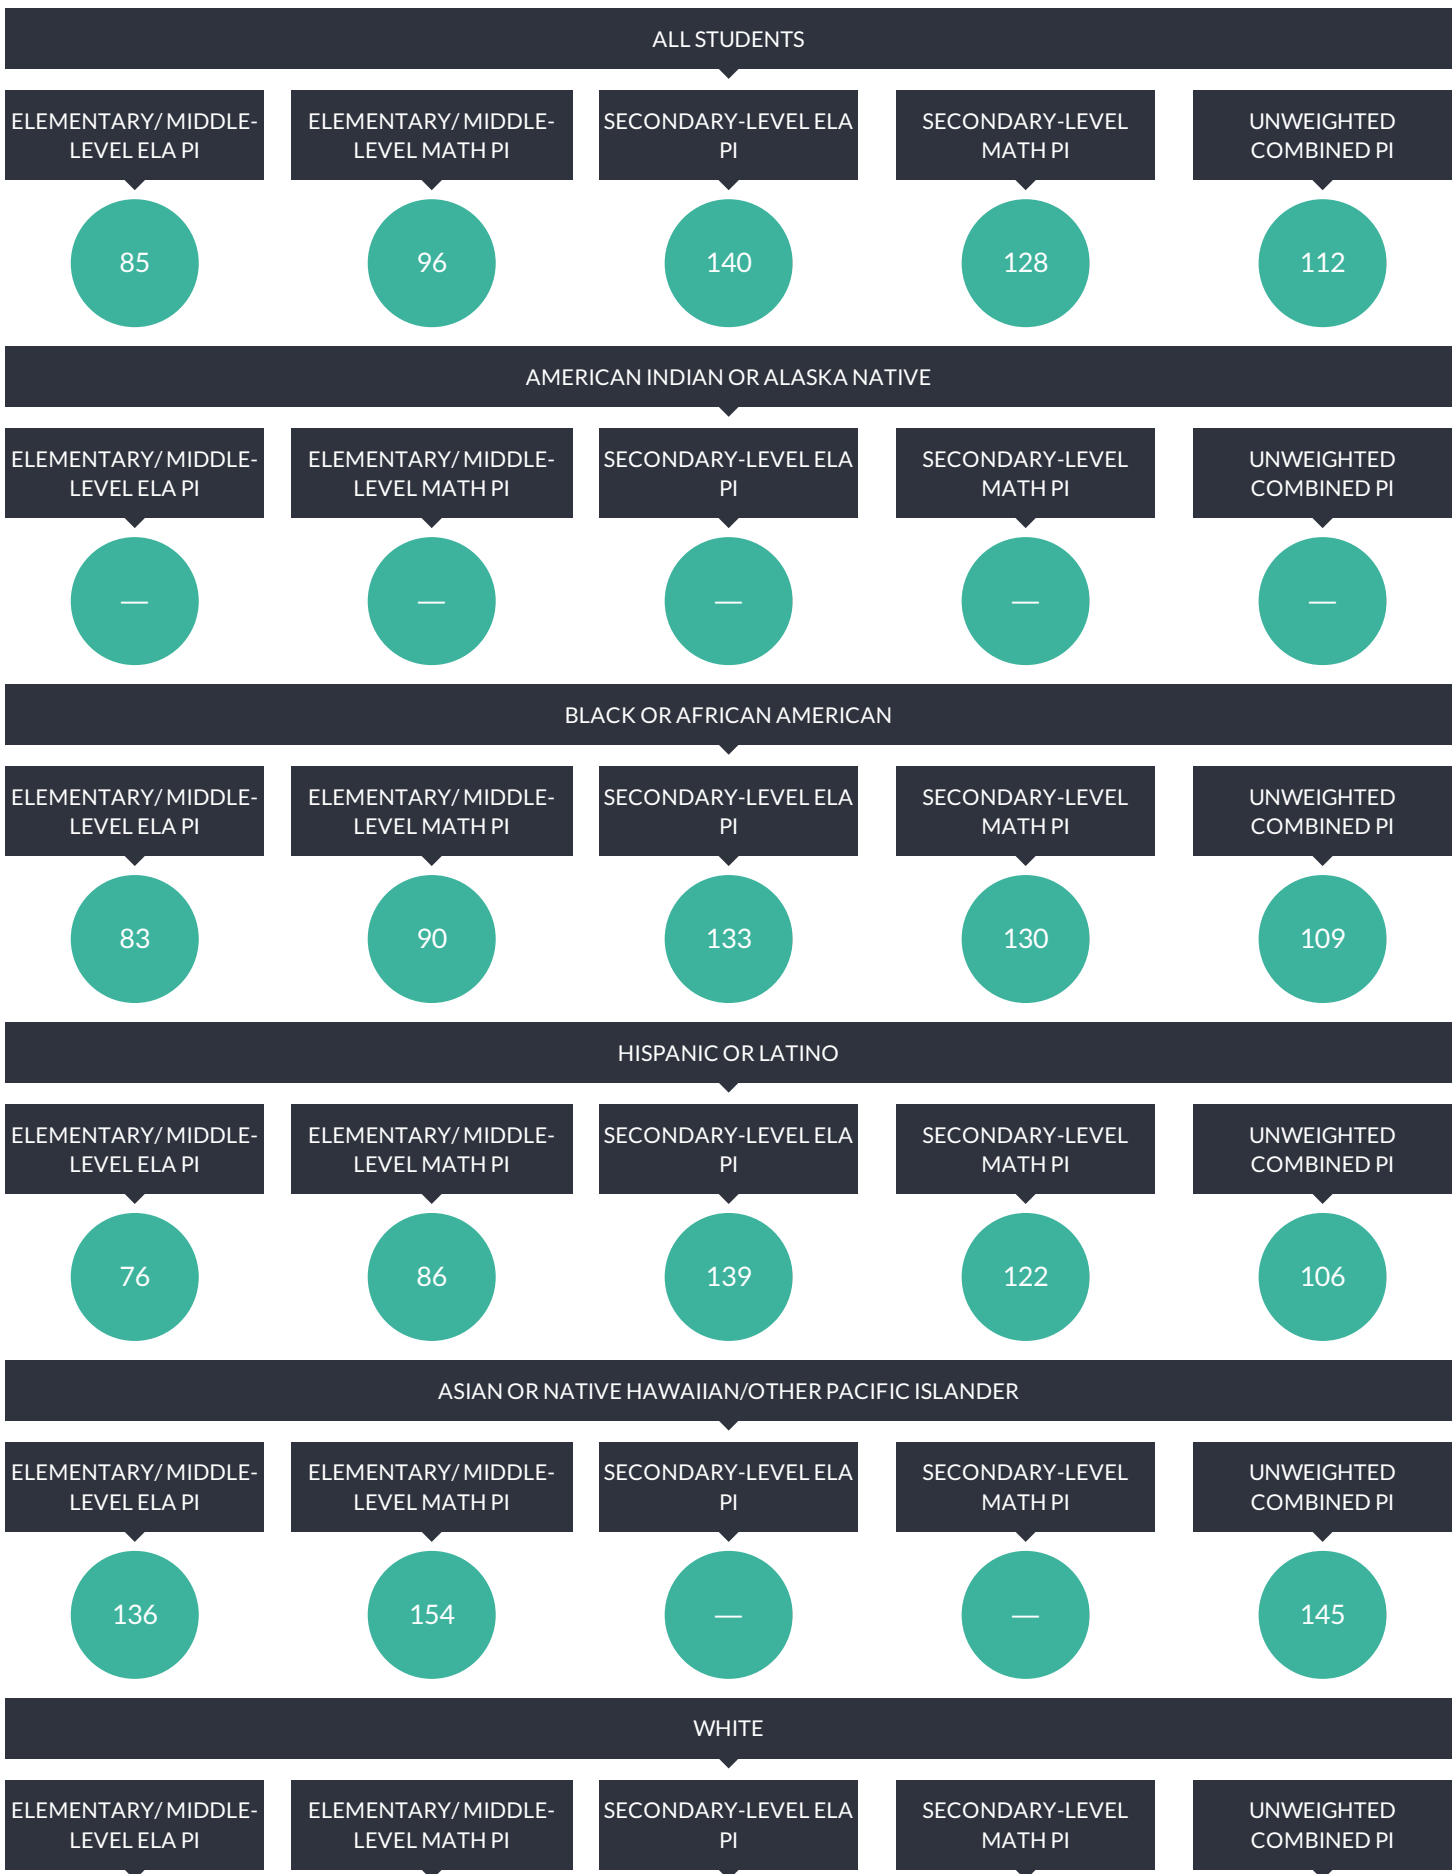 ALL STUDENTS
ELEMENTARY/ MIDDLE-
LEVEL ELA PI
ELEMENTARY/ MIDDLE-
LEVEL MATH PI
SECONDARY-LEVEL ELA
PI
SECONDARY-LEVEL
MATH PI
UNWEIGHTED
COMBINED PI
85
96
140
128
112
AMERICAN INDIAN OR ALASKA NATIVE
ELEMENTARY/ MIDDLE-
LEVEL ELA PI
ELEMENTARY/ MIDDLE-
LEVEL MATH PI
SECONDARY-LEVEL ELA
PI
SECONDARY-LEVEL
MATH PI
UNWEIGHTED
COMBINED PI
—
—
—
—
—
BLACK OR AFRICAN AMERICAN
ELEMENTARY/ MIDDLE-
LEVEL ELA PI
ELEMENTARY/ MIDDLE-
LEVEL MATH PI
SECONDARY-LEVEL ELA
PI
SECONDARY-LEVEL
MATH PI
UNWEIGHTED
COMBINED PI
83
90
133
130
109
HISPANIC OR LATINO
ELEMENTARY/ MIDDLE-
LEVEL ELA PI
ELEMENTARY/ MIDDLE-
LEVEL MATH PI
SECONDARY-LEVEL ELA
PI
SECONDARY-LEVEL
MATH PI
UNWEIGHTED
COMBINED PI
76
86
139
122
106
ASIAN OR NATIVE HAWAIIAN/OTHER PACIFIC ISLANDER
ELEMENTARY/ MIDDLE-
LEVEL ELA PI
ELEMENTARY/ MIDDLE-
LEVEL MATH PI
SECONDARY-LEVEL ELA
PI
SECONDARY-LEVEL
MATH PI
UNWEIGHTED
COMBINED PI
136
154
—
—
145
WHITE
ELEMENTARY/ MIDDLE-
LEVEL ELA PI
ELEMENTARY/ MIDDLE-
LEVEL MATH PI
SECONDARY-LEVEL ELA
PI
SECONDARY-LEVEL
MATH PI
UNWEIGHTED
COMBINED PI